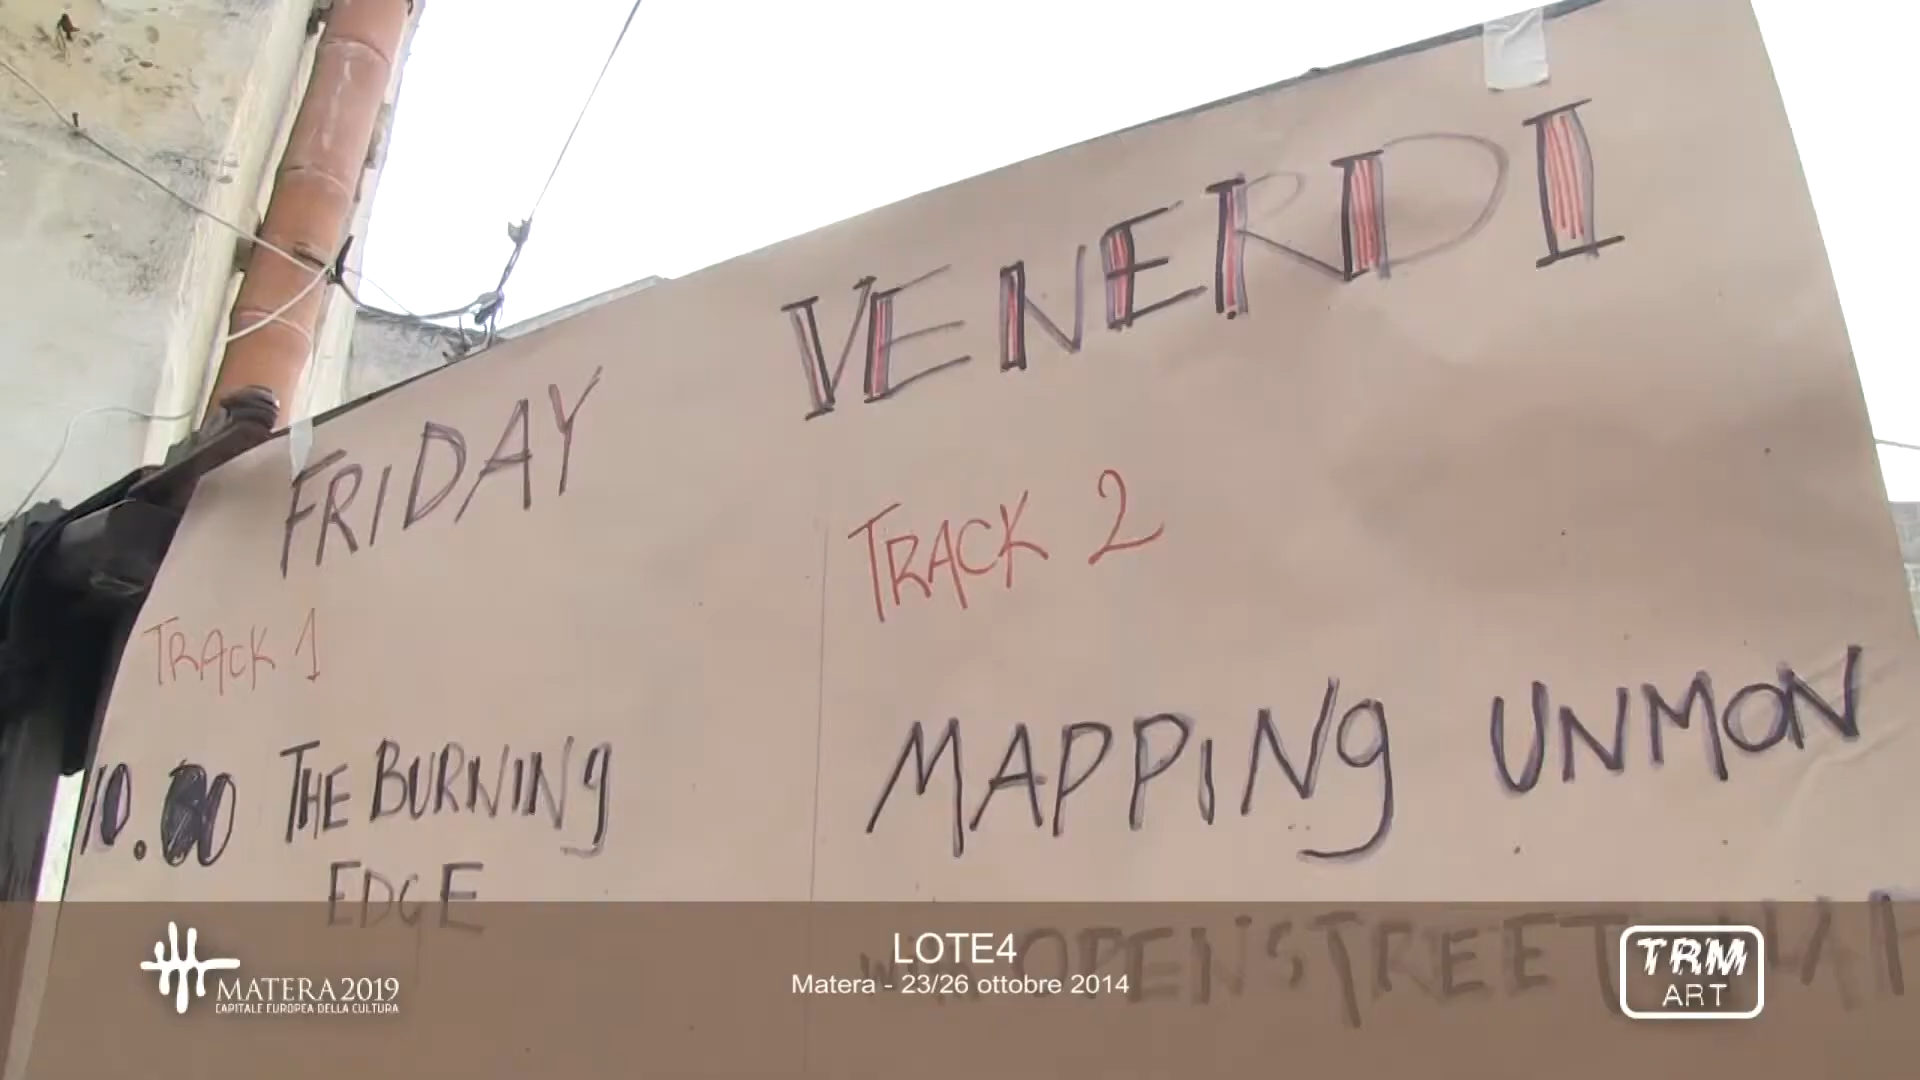 VENERDI
FRIDAY
TRACK 1
TRACK 2
10. THE BURNING
EDGE
MAPPING UNMON
OPENSTREET
MATERA 2019
CAPITALE EUROPEA DELLA CULTURA
LOTE4
Matera - 23/26 ottobre 2014
TRM
ART